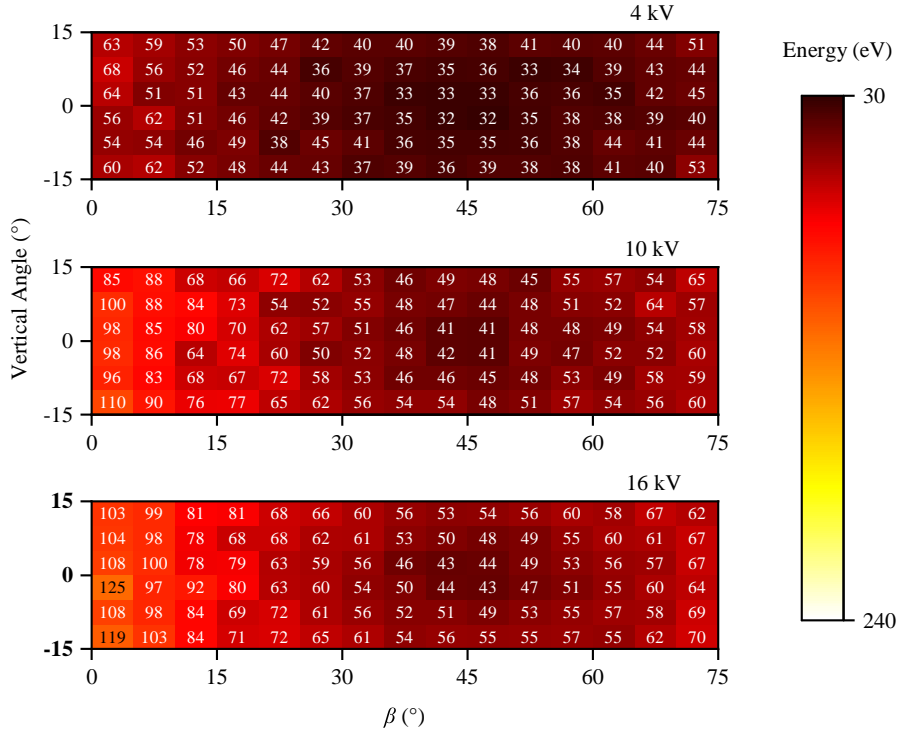 4 kV
15 63 59 53 50 47 42 40 40 39 38 41 40 40 44 51
68 56 52 46 44 36 39 37 35 36 33 34 39 43 44
64 51 51 43 44 40 37 33 33 33 36 36 35 42 45
0 56 62 51 46 42 39 37 35 32 32 35 38 38 39 40
54 54 46 49 38 45 41 36 35 35 36 38 44 41 44
-15 60 62 52 48 44 43 37 39 36 39 38 38 41 40 53
0 15 30 45 60 75
10 kV
15 85 88 68 66 72 62 53 46 49 48 45 55 57 54 65
100 88 84 73 54 52 55 48 47 44 48 51 52 64 57
98 85 80 70 62 57 51 46 41 41 48 48 49 54 58
0 98 86 64 74 60 50 52 48 42 41 49 47 52 52 60
96 83 68 67 72 58 53 46 46 45 48 53 49 58 59
-15 110 90 76 77 65 62 56 54 54 48 51 57 54 56 60
0 15 30 45 60 75
16 kV
15 103 99 81 81 68 66 60 56 53 54 56 60 58 67 62
104 98 78 68 68 62 61 53 50 48 49 55 60 61 67
108 100 78 79 63 59 56 46 43 44 49 53 56 57 67
0 125 97 92 80 63 60 54 50 44 43 47 51 55 60 64
108 98 84 69 72 61 56 52 51 49 53 55 57 58 69
-15 119 103 84 71 72 65 61 54 56 55 55 57 55 62 70
0 15 30 45 60 75
β (°)
Vertical Angle (°)
Energy (eV)
30
240